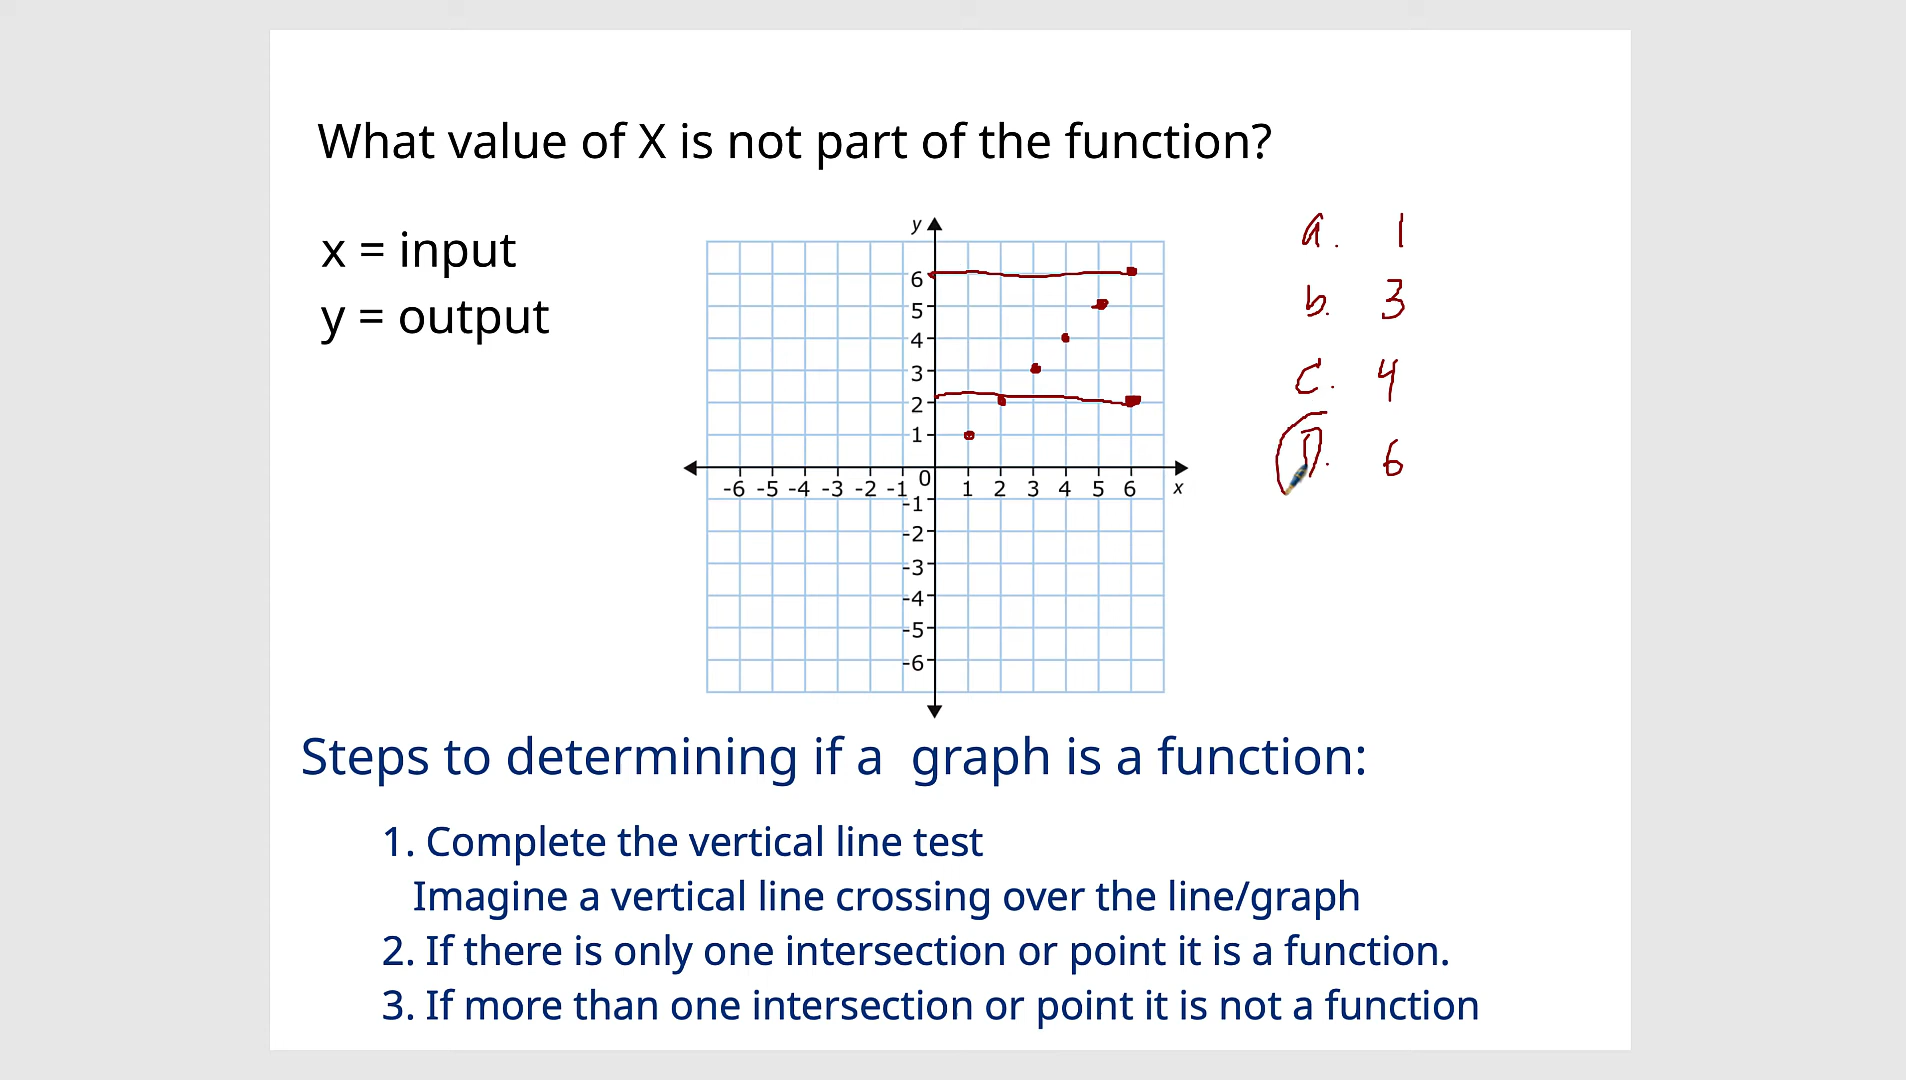 What value of X is not part of the function?
x = input
y = output
y
6
5
4
3
2
1
-6 -5 -4 -3 -2 -1 0 1 2 3 4 5 6 x
-1
-2
-3
-4
-5
-6
a. 1
b. 3
c. 4
D. 6
Steps to determining if a graph is a function:
1. Complete the vertical line test
Imagine a vertical line crossing over the line/graph
2. If there is only one intersection or point it is a function.
3. If more than one intersection or point it is not a function